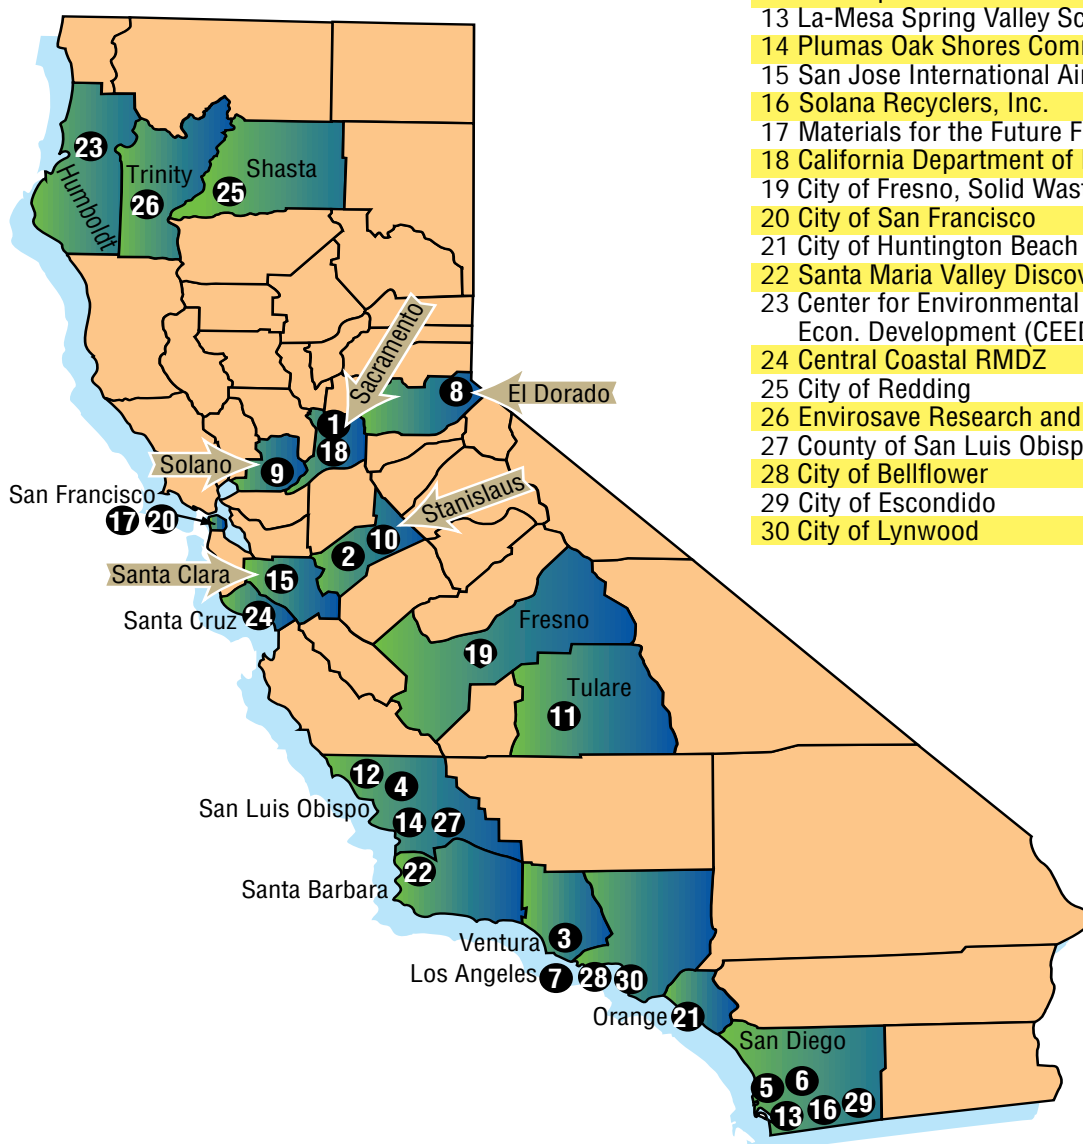 13 La-Mesa Spring Valley
14 Plumas Oak Shores
15 San Jose International
16 Solana Recyclers, Inc.
17 Materials for the Future
18 California Department of
19 City of Fresno, Solid
20 City of San Francisco
21 City of Huntington Beach
22 Santa Maria Valley
23 Center for Environmental
Econ. Development
24 Central Coastal RMDZ
25 City of Redding
26 Envirosave Research and
27 County of San Luis
28 City of Bellflower
29 City of Escondido
30 City of Lynwood
23
Humboldt
Trinity
26
Shasta
25
Sacramento
1
18
8
El Dorado
Solano
9
San Francisco
17 20
Stanislaus
10
2
Santa Clara
15
Santa Cruz
24
Fresno
19
Tulare
11
12
4
San Luis Obispo
14 27
22
Santa Barbara
Ventura
3
Los Angeles
7 28 30
Orange
21
San Diego
5 6
13 16 29